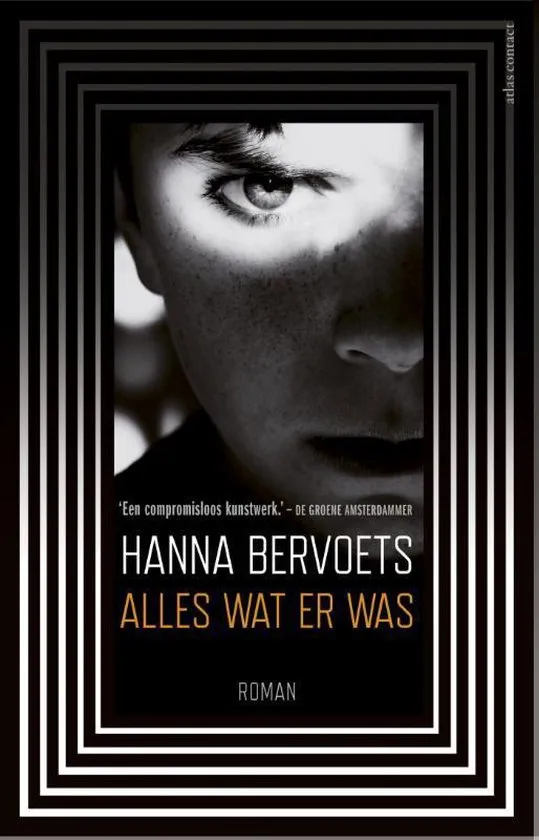 atlas contact
'Een compromisloos kunstwerk.' – DE GROENE AMSTERDAMMER
HANNA BERVOETS
ALLES WAT ER WAS
ROMAN